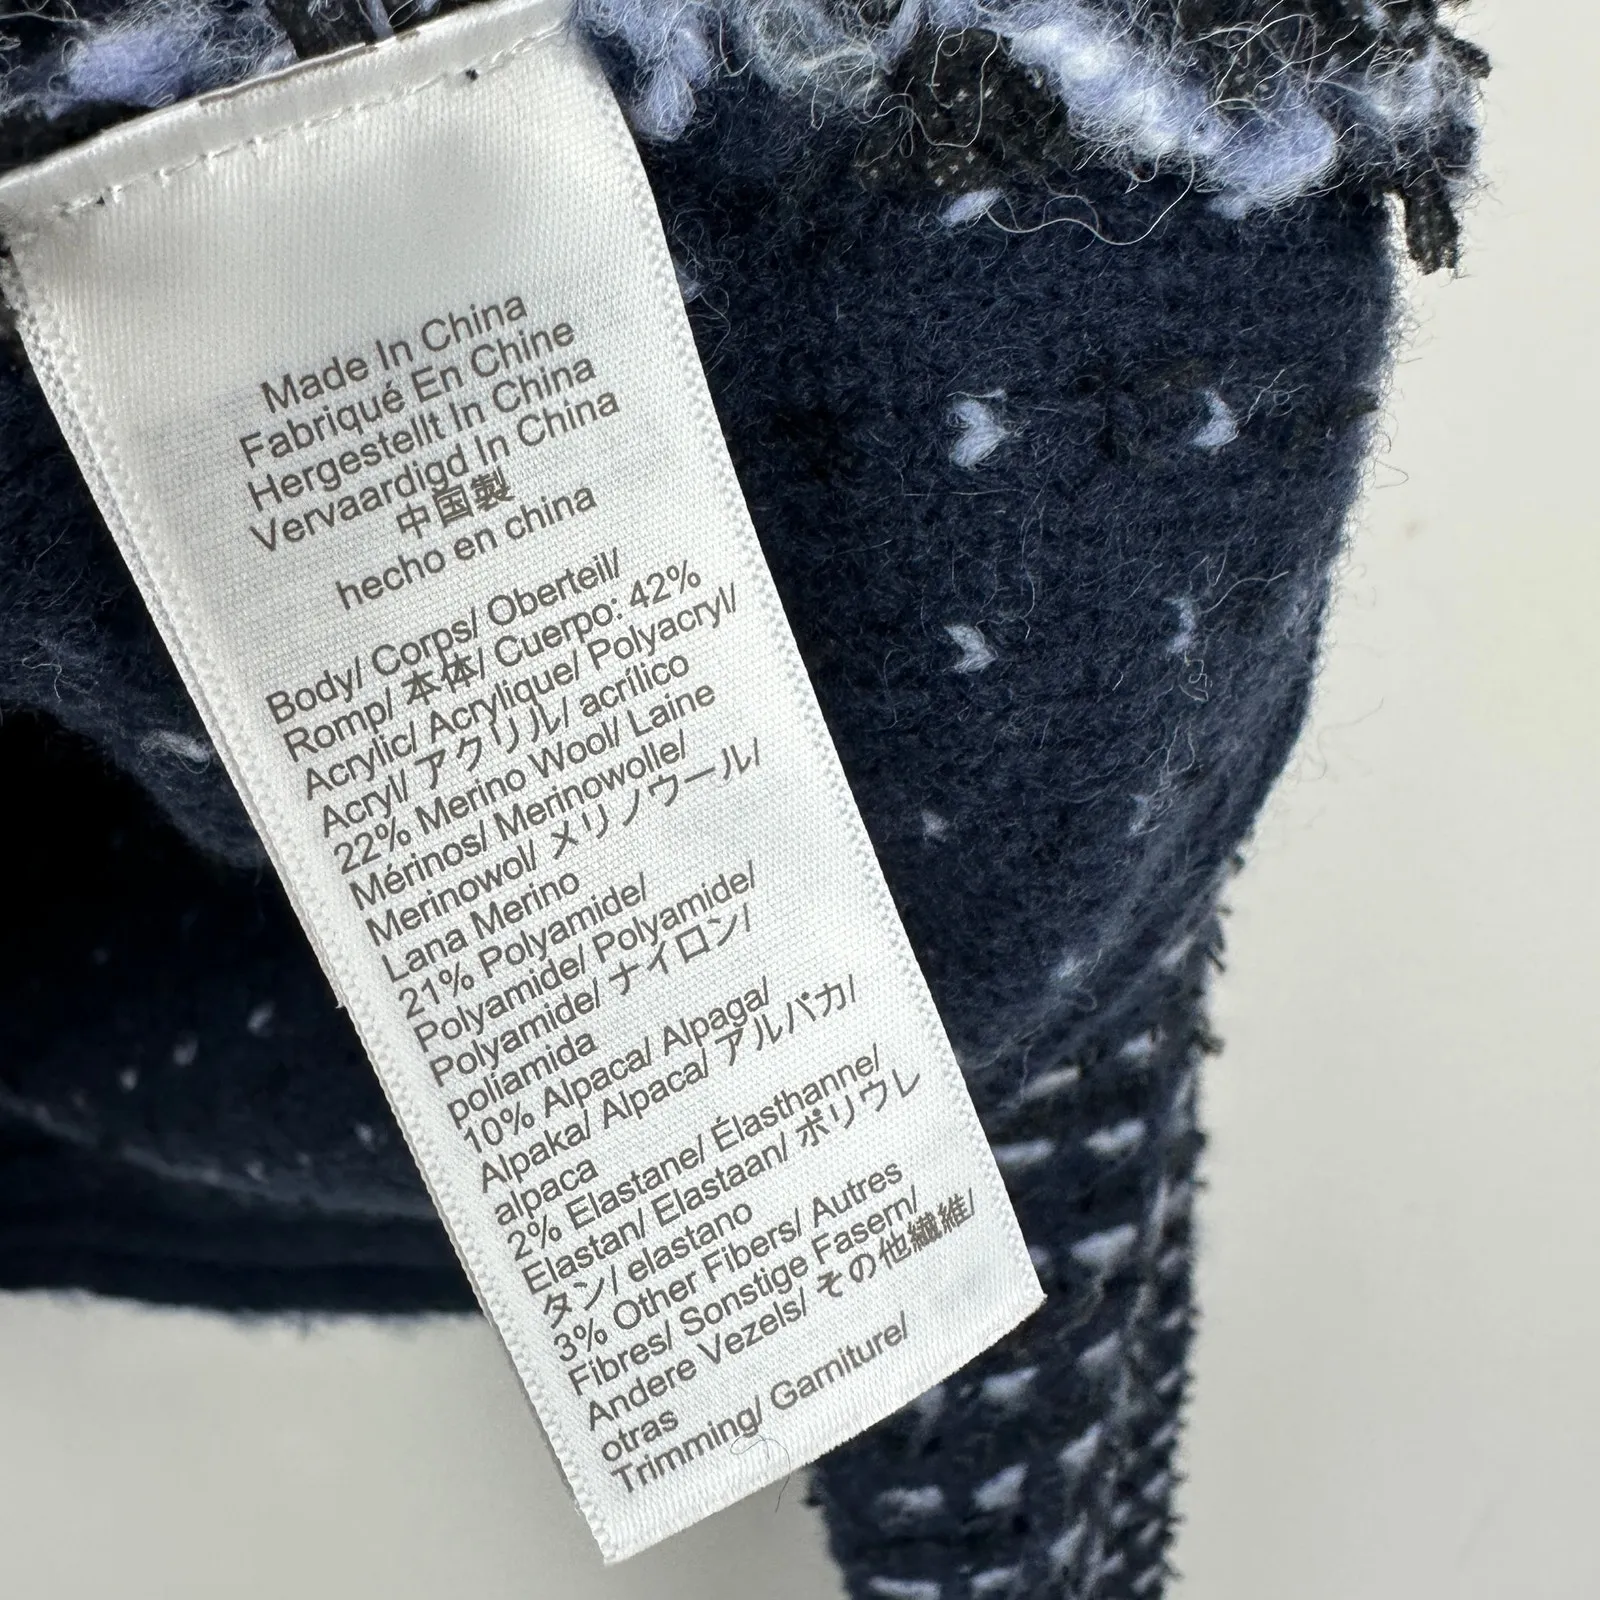 Made In China
Fabriqué En Chine
Hergestellt In China
Vervaardigd In China
中国製
hecho en china
Body/ Corps/ Oberteil/
Romp/ 本体/ Cuerpo: 42%
Acrylic/ Acrylique/ Polyacryl/
Acryl/ アクリル/ acrílico
22% Merino Wool/ Laine
Mérinos/ Merinowolle/
Merinowol/ メリノウール/
Lana Merino
21% Polyamide/
Polyamide/ Polyamide/
Polyamide/ ナイロン/
poliamida
10% Alpaca/ Alpaga/
Alpaka/ Alpaca/ アルパカ/
alpaca
2% Elastane/ Élasthanne/
Elastan/ Elastaan/ ポリウレ
タン/ elastano
3% Other Fibers/ Autres
Fibres/ Sonstige Fasern/
Andere Vezels/ その他繊維/
otras
Trimming/ Garniture/